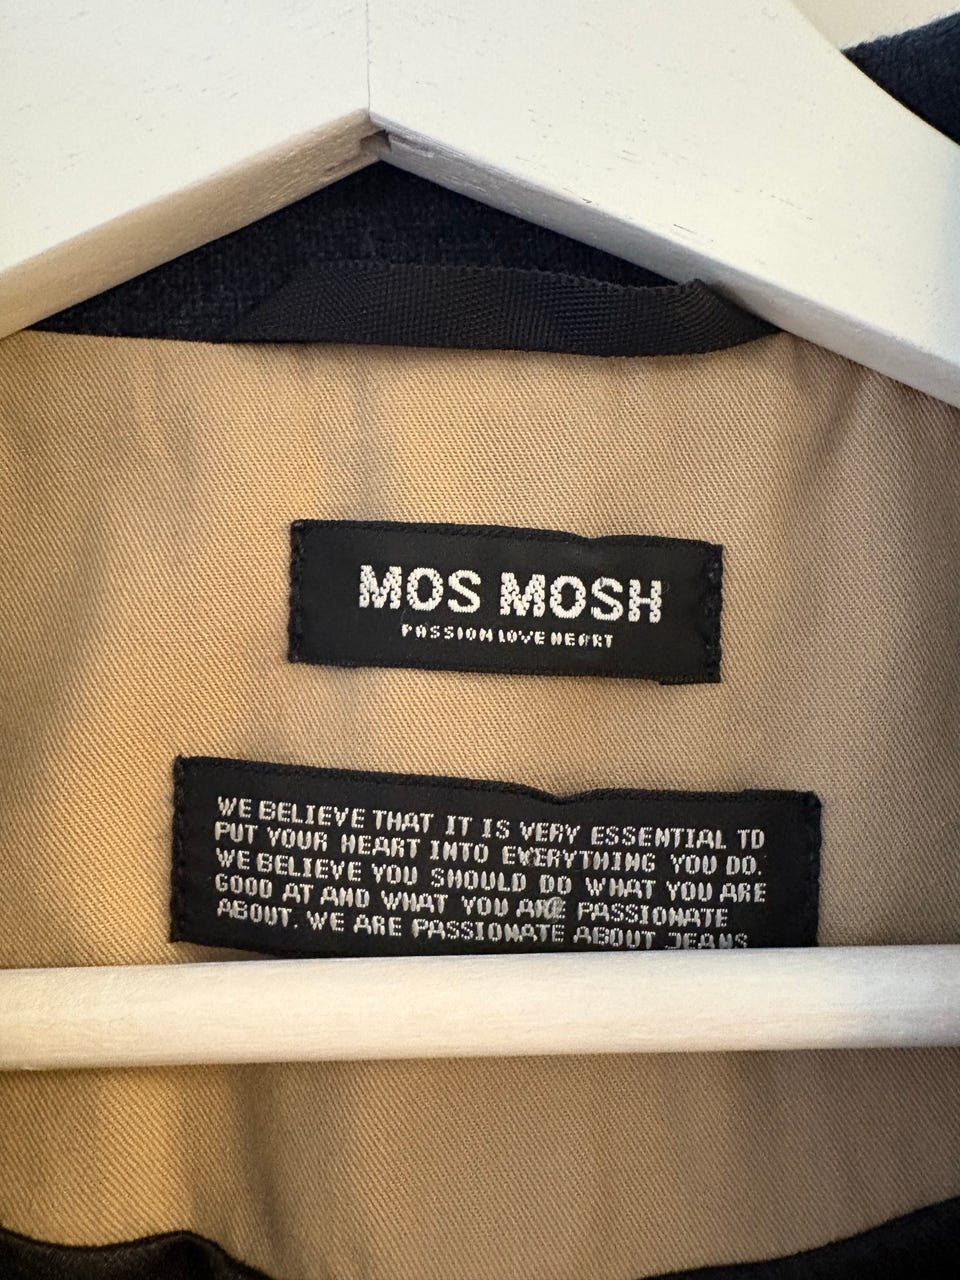 MOS MOSH
PASSION LOVE HEART
WE BELIEVE THAT IT IS VERY ESSENTIAL TO
PUT YOUR HEART INTO EVERYTHING YOU DO.
WE BELIEVE YOU SHOULD DO WHAT YOU ARE
GOOD AT AND WHAT YOU ARE PASSIONATE
ABOUT. WE ARE PASSIONATE ABOUT JEANS